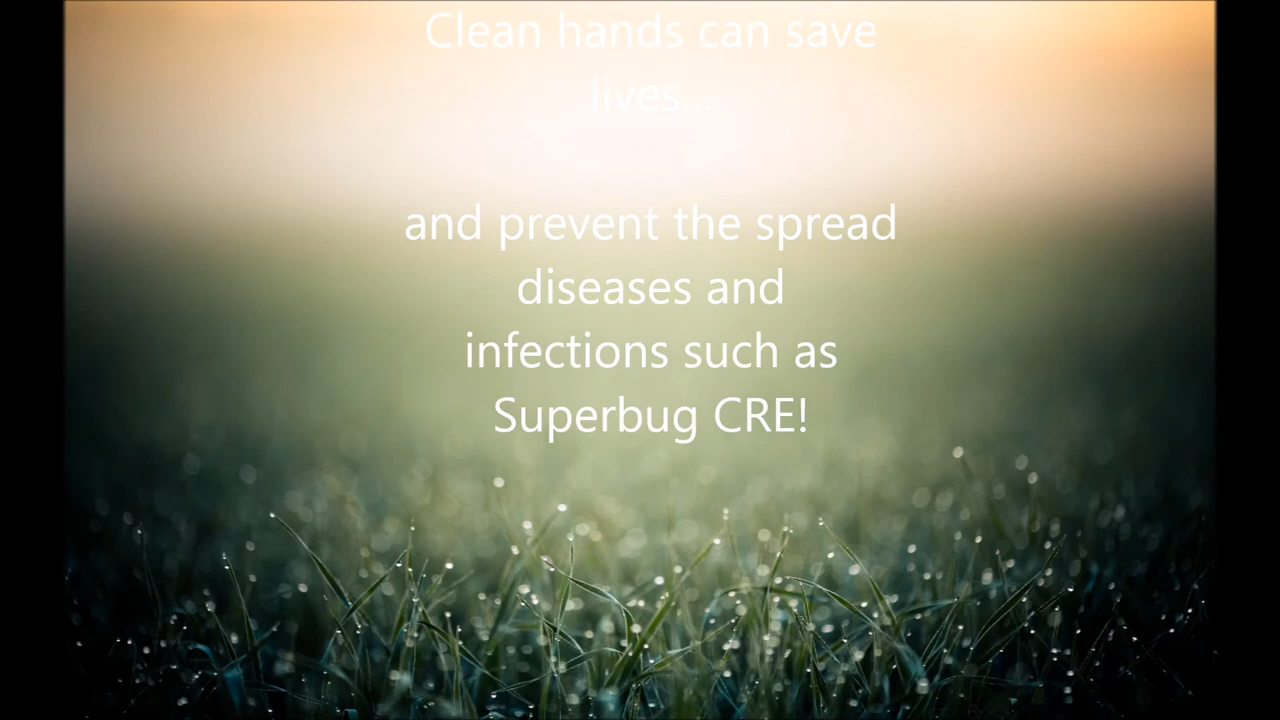 Clean hands can save
lives...
and prevent the spread
diseases and
infections such as
Superbug CRE!